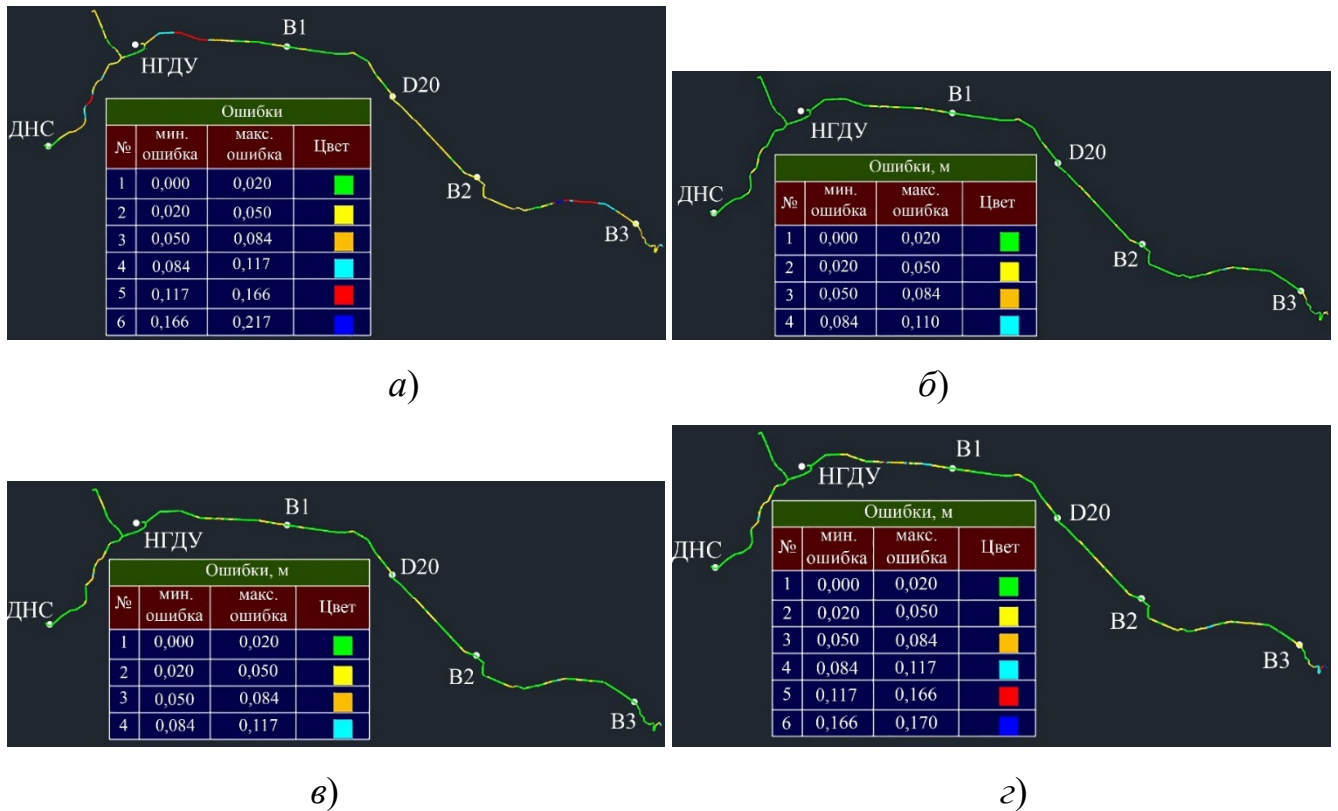 B1
НГДУ
D20
ДНС
B2
B3
Ошибки
№ мин. ошибка макс. ошибка Цвет
1 0,000 0,020
2 0,020 0,050
3 0,050 0,084
4 0,084 0,117
5 0,117 0,166
6 0,166 0,217
а)
B1
НГДУ
D20
ДНС
B2
B3
Ошибки, м
№ мин. ошибка макс. ошибка Цвет
1 0,000 0,020
2 0,020 0,050
3 0,050 0,084
4 0,084 0,110
б)
B1
НГДУ
D20
ДНС
B2
B3
Ошибки, м
№ мин. ошибка макс. ошибка Цвет
1 0,000 0,020
2 0,020 0,050
3 0,050 0,084
4 0,084 0,117
в)
B1
НГДУ
D20
ДНС
B2
B3
Ошибки, м
№ мин. ошибка макс. ошибка Цвет
1 0,000 0,020
2 0,020 0,050
3 0,050 0,084
4 0,084 0,117
5 0,117 0,166
6 0,166 0,170
г)